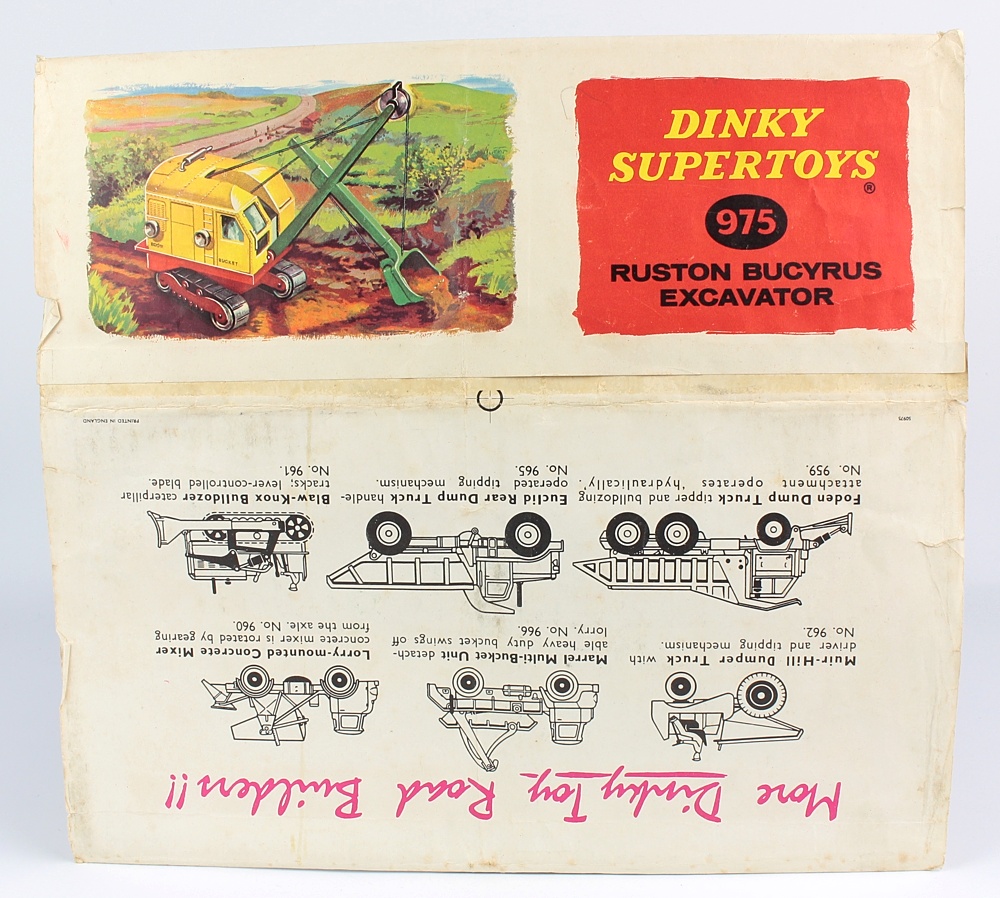 DINKY
SUPERTOYS
®
975
RUSTON BUCYRUS
EXCAVATOR
BODY
BUCKET
More Dinky Toy Road Builders!!
Muir-Hill Dumper Truck with
driver and tipping mechanism.
No. 962.
Marrel Multi-Bucket Unit detach-
able heavy duty bucket swings off
lorry. No. 966.
Lorry-mounted Concrete Mixer
concrete mixer is rotated by gearing
from the axle. No. 960.
Foden Dump Truck tipper and bulldozing
attachment operates 'hydraulically'.
No. 959.
Euclid Rear Dump Truck handle-
operated tipping mechanism.
No. 965.
Blaw-Knox Bulldozer caterpillar
tracks; lever-controlled blade.
No. 961.
50975
PRINTED IN ENGLAND